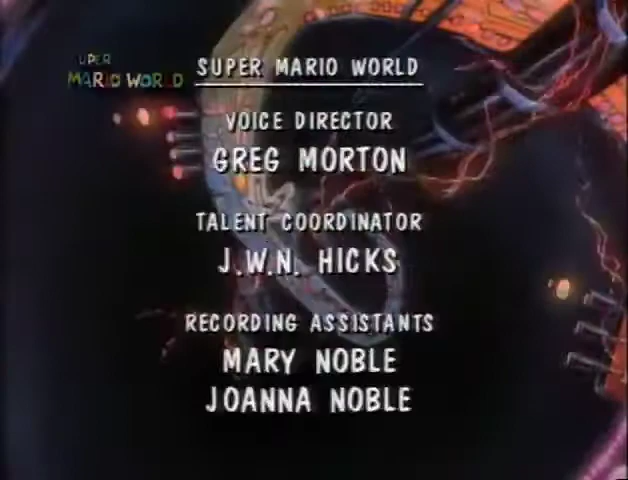 UPER
MARIO WORLD
SUPER MARIO WORLD
VOICE DIRECTOR
GREG MORTON
TALENT COORDINATOR
J.W.N. HICKS
RECORDING ASSISTANTS
MARY NOBLE
JOANNA NOBLE